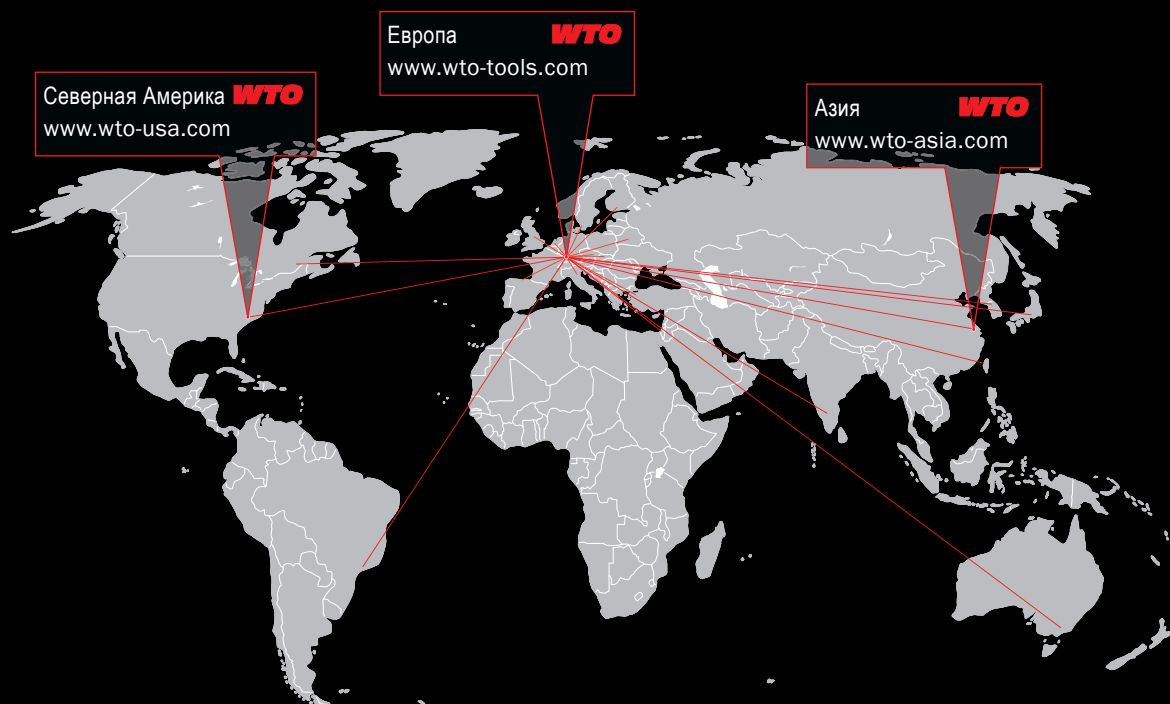 Европа WTO
www.wto-tools.com
Северная Америка WTO
www.wto-usa.com
Азия WTO
www.wto-asia.com